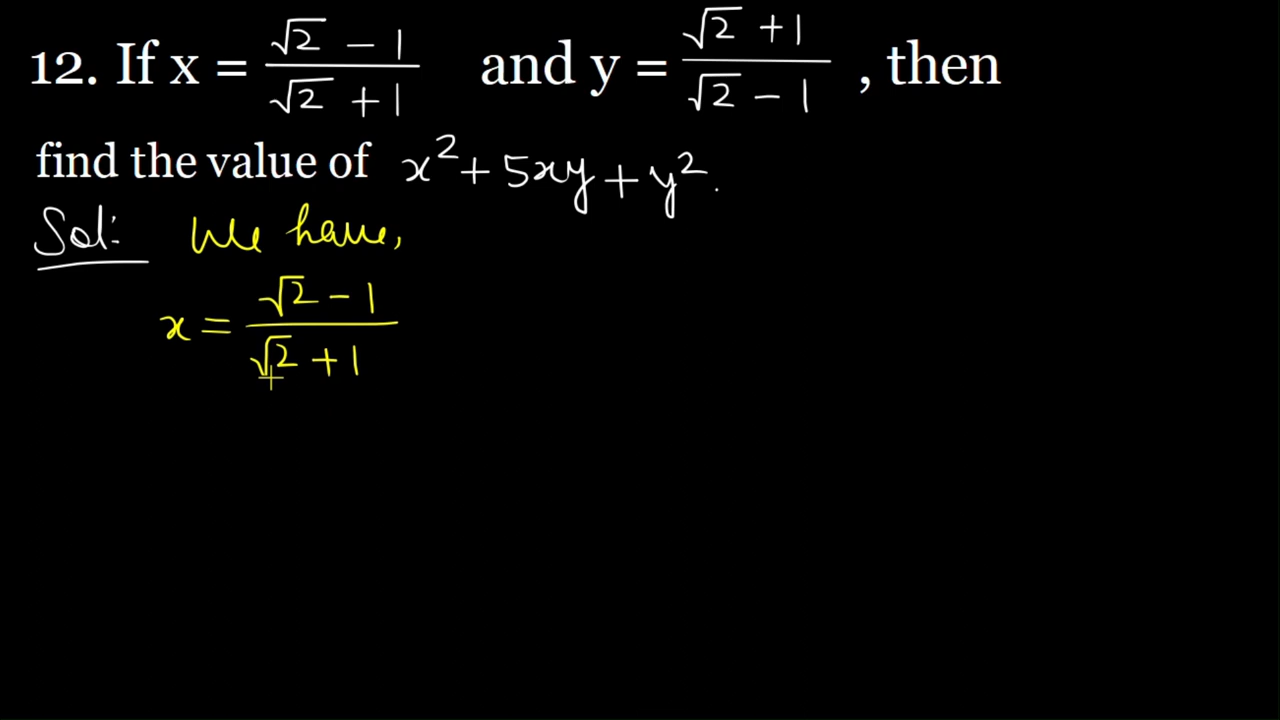 12. If x = (√2 - 1)/(√2 + 1) and y = (√2 + 1)/(√2 - 1) , then
find the value of x² + 5xy + y².
Sol: We have,
x = (√2 - 1)/(√2 + 1)